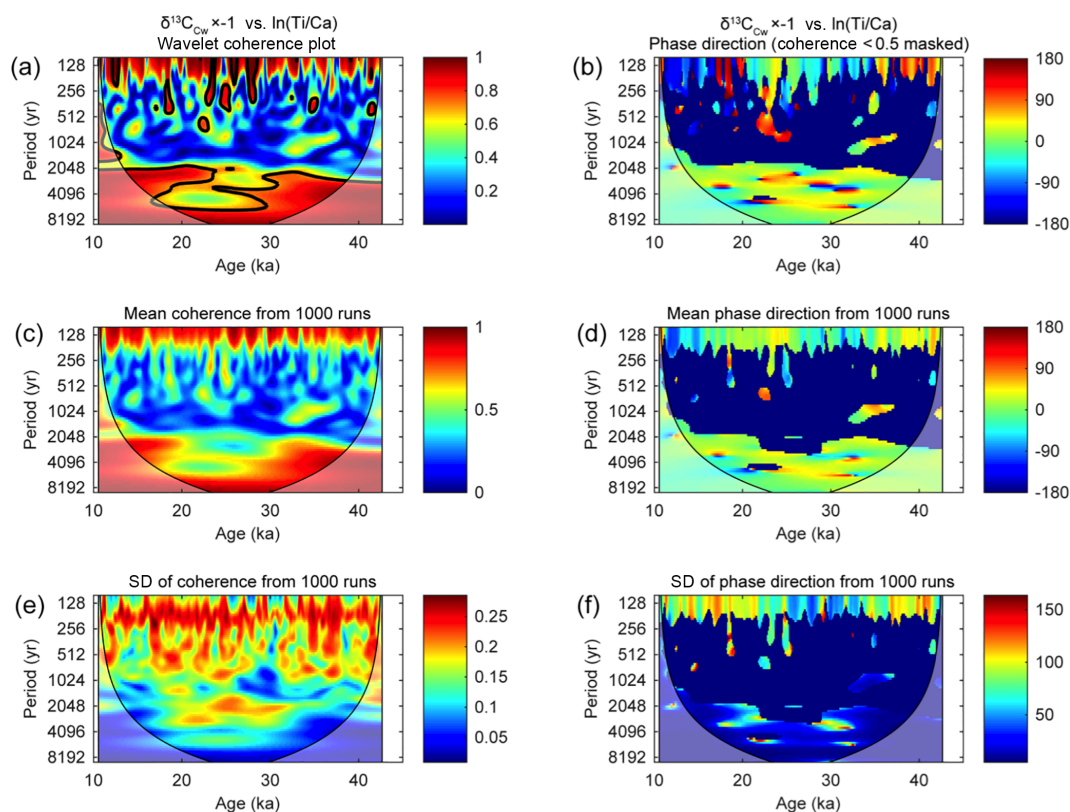 δ¹³C_Cw ×-1 vs. ln(Ti/Ca)
Wavelet coherence plot
(a)
128
256
512
1024
2048
4096
8192
Period (yr)
10 20 30 40
Age (ka)
1
0.8
0.6
0.4
0.2
δ¹³C_Cw ×-1 vs. ln(Ti/Ca)
Phase direction (coherence < 0.5 masked)
(b)
128
256
512
1024
2048
4096
8192
Period (yr)
10 20 30 40
Age (ka)
180
90
0
-90
-180
Mean coherence from 1000 runs
(c)
128
256
512
1024
2048
4096
8192
Period (yr)
10 20 30 40
Age (ka)
1
0.5
0
Mean phase direction from 1000 runs
(d)
128
256
512
1024
2048
4096
8192
Period (yr)
10 20 30 40
Age (ka)
180
90
0
-90
-180
SD of coherence from 1000 runs
(e)
128
256
512
1024
2048
4096
8192
Period (yr)
10 20 30 40
Age (ka)
0.25
0.2
0.15
0.1
0.05
SD of phase direction from 1000 runs
(f)
128
256
512
1024
2048
4096
8192
Period (yr)
10 20 30 40
Age (ka)
150
100
50